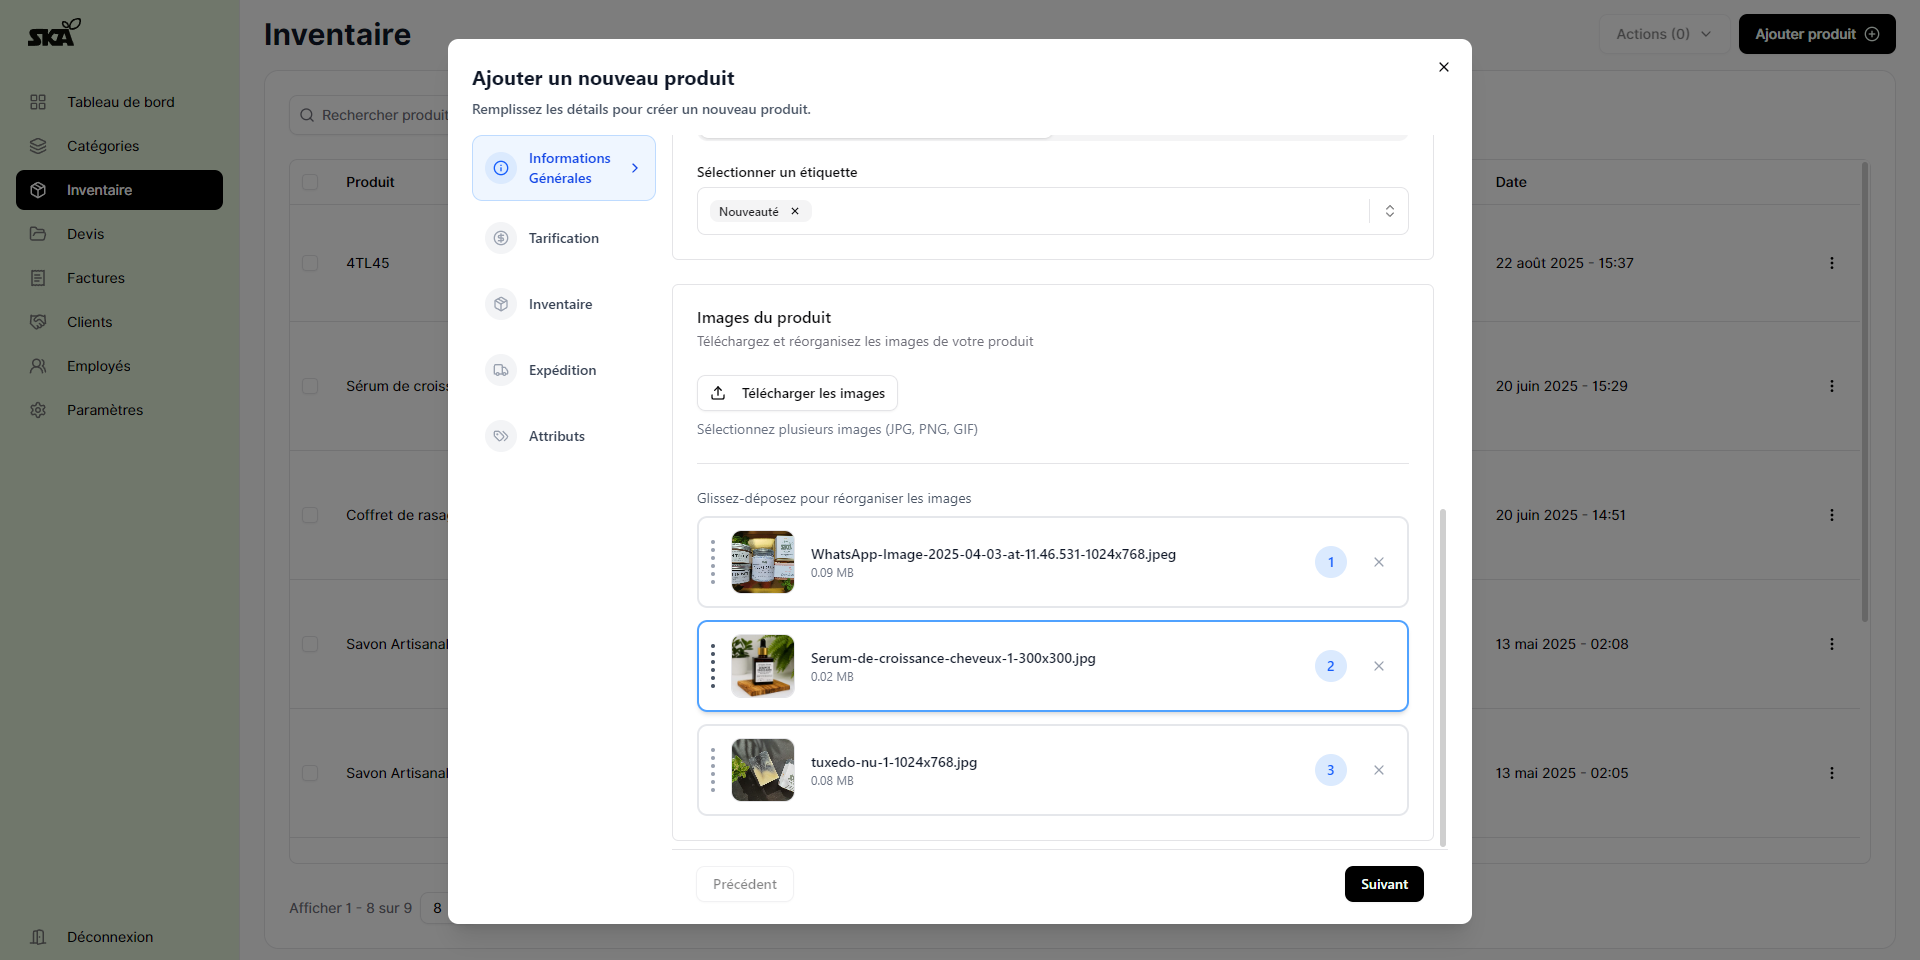 SKA
Tableau de bord
Catégories
Inventaire
Devis
Factures
Clients
Employés
Paramètres
Déconnexion
Inventaire
Actions (0)
Ajouter produit
Rechercher produit
Produit
Date
4TL45
22 août 2025 - 15:37
Sérum de crois
20 juin 2025 - 15:29
Coffret de rasa
20 juin 2025 - 14:51
Savon Artisanal
13 mai 2025 - 02:08
Savon Artisanal
13 mai 2025 - 02:05
Afficher 1 - 8 sur 9
8
Ajouter un nouveau produit
Remplissez les détails pour créer un nouveau produit.
Informations
Générales
Tarification
Inventaire
Expédition
Attributs
Sélectionner un étiquette
Nouveauté
Images du produit
Téléchargez et réorganisez les images de votre produit
Télécharger les images
Sélectionnez plusieurs images (JPG, PNG, GIF)
Glissez-déposez pour réorganiser les images
WhatsApp-Image-2025-04-03-at-11.46.531-1024x768.jpeg
0.09 MB
1
Serum-de-croissance-cheveux-1-300x300.jpg
0.02 MB
2
tuxedo-nu-1-1024x768.jpg
0.08 MB
3
Précédent
Suivant